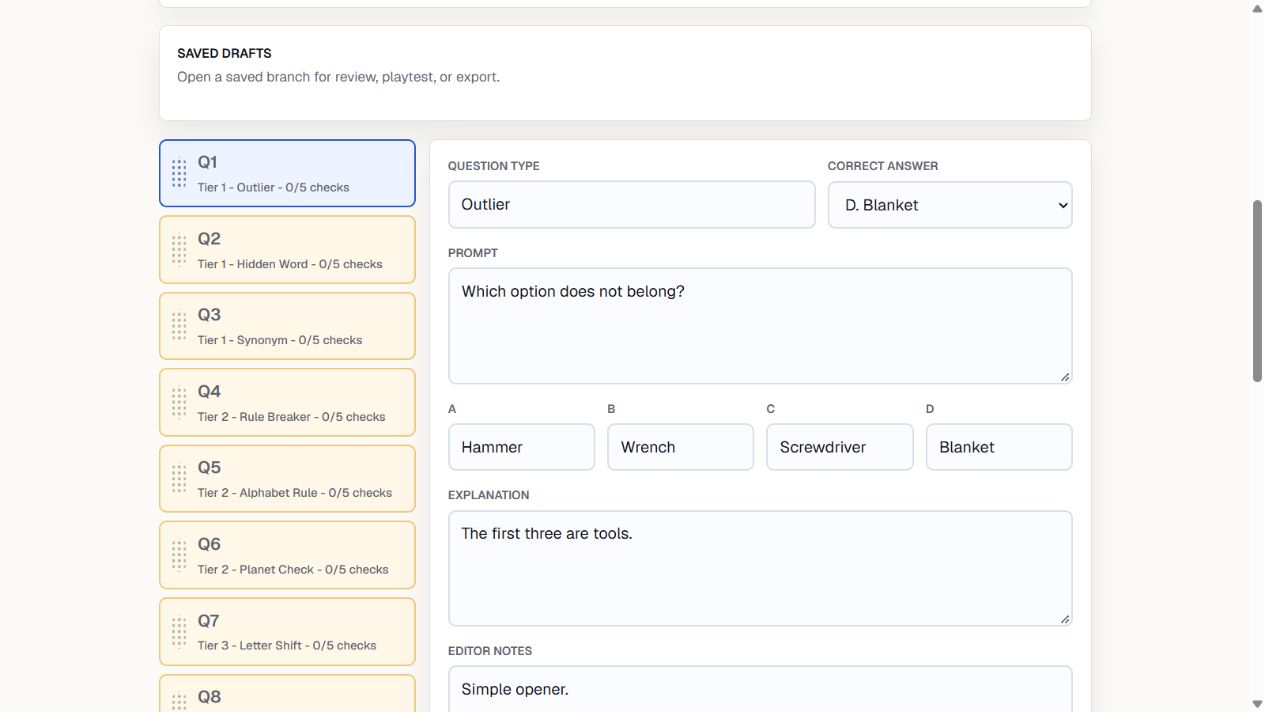 SAVED DRAFTS
Open a saved branch for review, playtest, or export.
Q1
Tier 1 - Outlier - 0/5 checks
Q2
Tier 1 - Hidden Word - 0/5 checks
Q3
Tier 1 - Synonym - 0/5 checks
Q4
Tier 2 - Rule Breaker - 0/5 checks
Q5
Tier 2 - Alphabet Rule - 0/5 checks
Q6
Tier 2 - Planet Check - 0/5 checks
Q7
Tier 3 - Letter Shift - 0/5 checks
Q8
QUESTION TYPE
Outlier
CORRECT ANSWER
D. Blanket
PROMPT
Which option does not belong?
A
Hammer
B
Wrench
C
Screwdriver
D
Blanket
EXPLANATION
The first three are tools.
EDITOR NOTES
Simple opener.